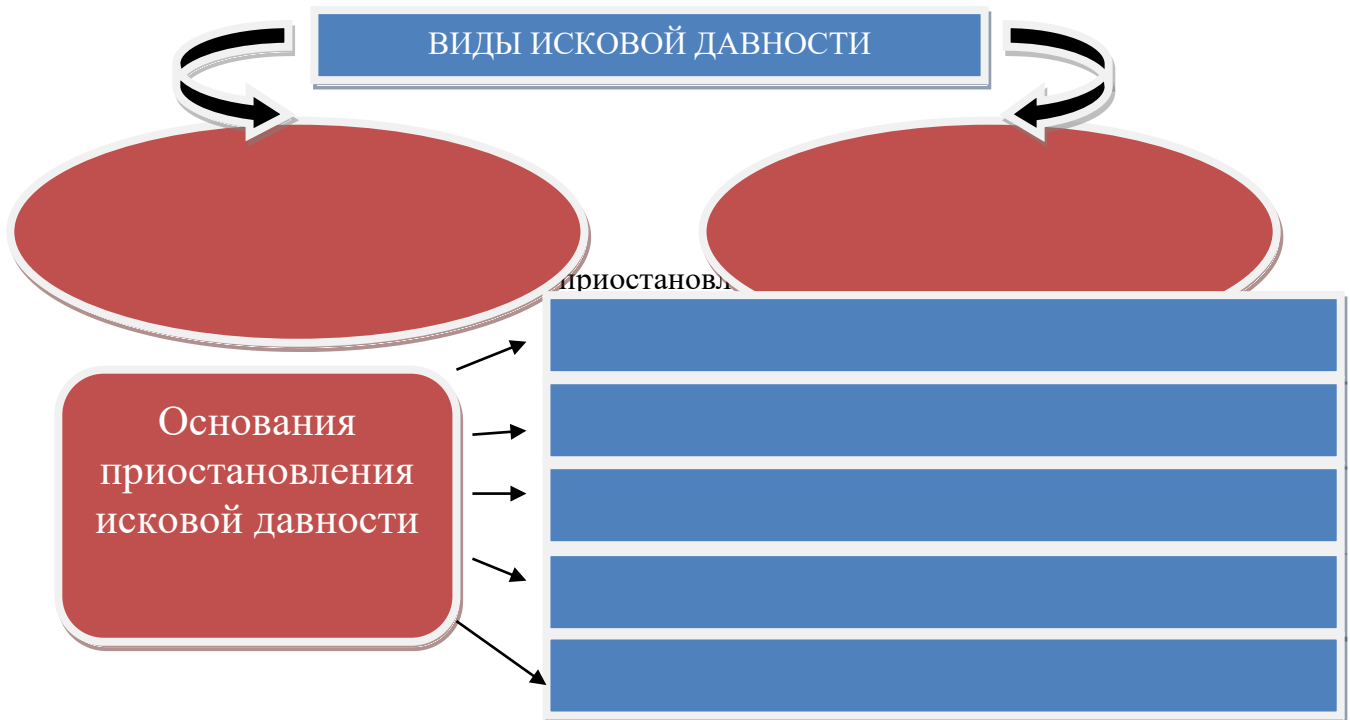 ВИДЫ ИСКОВОЙ ДАВНОСТИ
Основания
приостановления
исковой давности